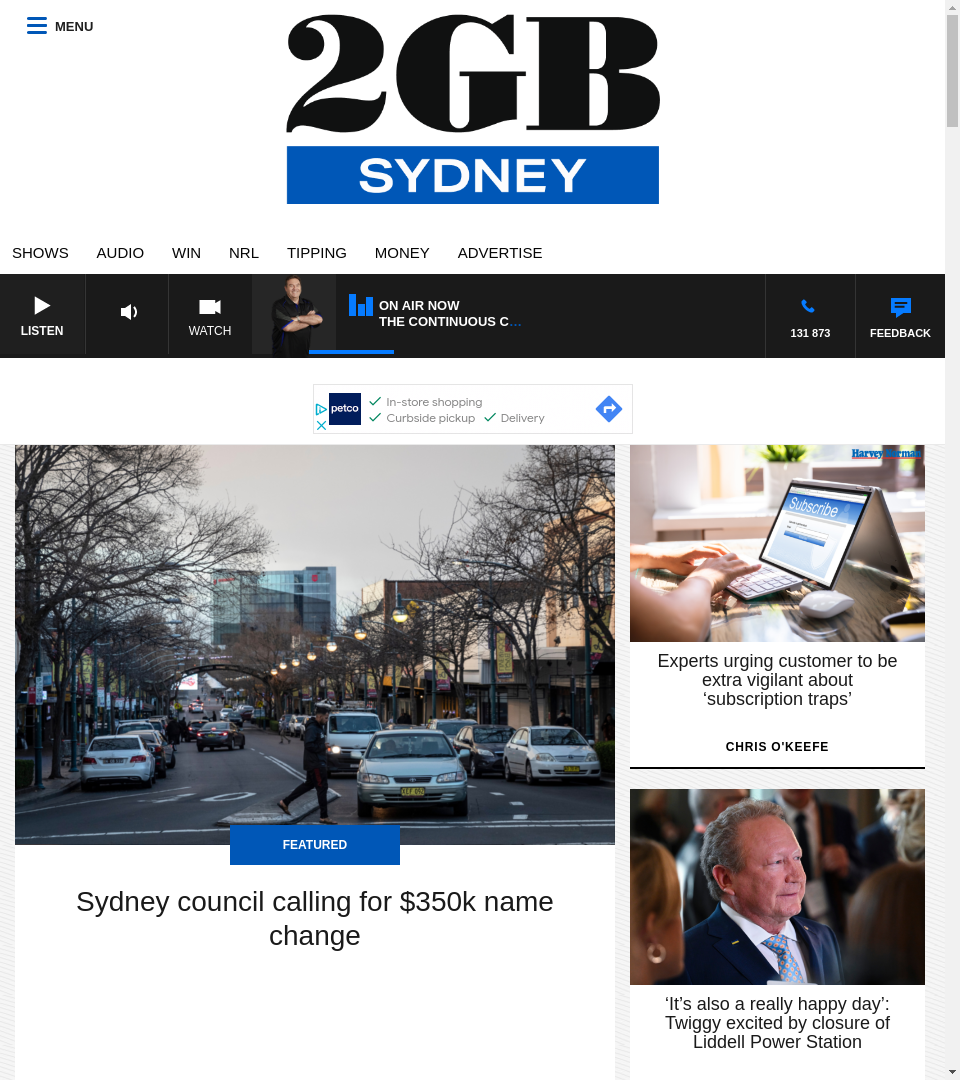 MENU
2GB
SYDNEY
SHOWS AUDIO WIN NRL TIPPING MONEY ADVERTISE
LISTEN
WATCH
ON AIR NOW
THE CONTINUOUS C...
131 873
FEEDBACK
petco
In-store shopping
Curbside pickup Delivery
Harvey Norman
Subscribe
FEATURED
Sydney council calling for $350k name
change
Experts urging customer to be
extra vigilant about
‘subscription traps’
CHRIS O'KEEFE
‘It’s also a really happy day’:
Twiggy excited by closure of
Liddell Power Station